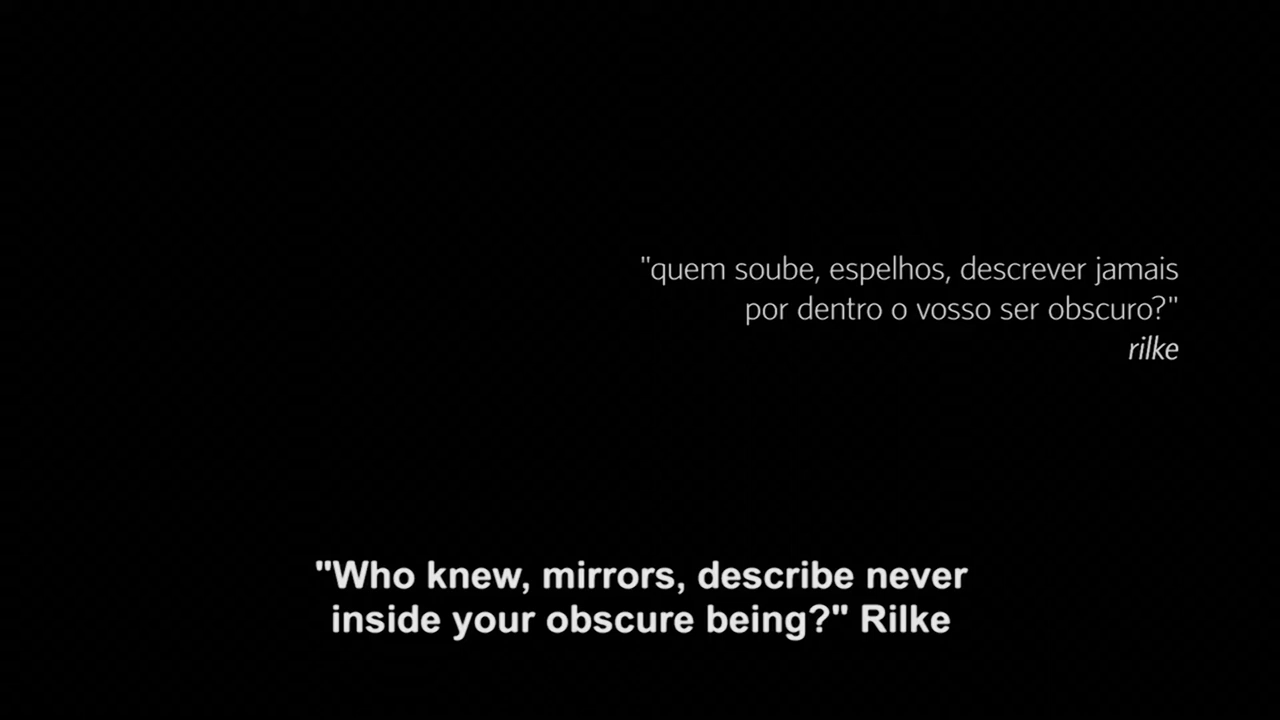 "quem soube, espelhos, descrever jamais
por dentro o vosso ser obscuro?"
rilke
"Who knew, mirrors, describe never
inside your obscure being?" Rilke